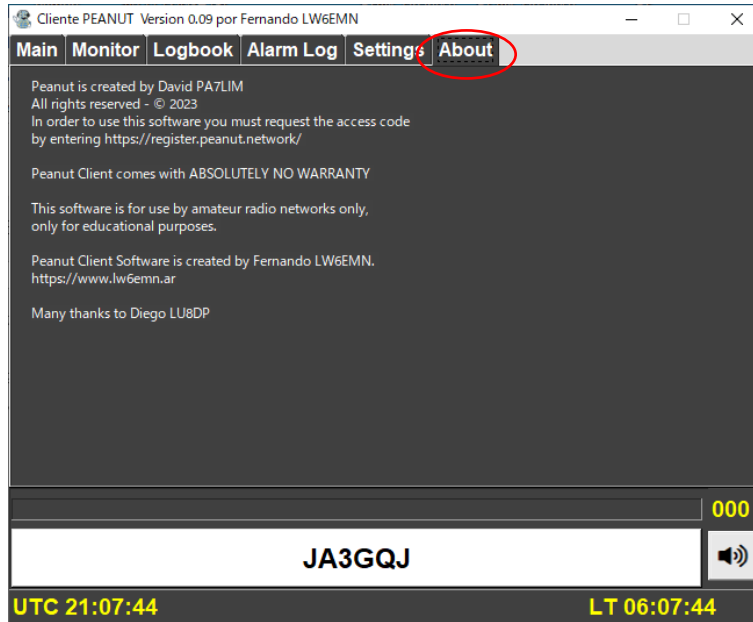 Cliente PEANUT Version 0.09 por Fernando LW6EMN
Main Monitor Logbook Alarm Log Settings About
Peanut is created by David PA7LIM
All rights reserved - © 2023
In order to use this software you must request the access code
by entering https://register.peanut.network/
Peanut Client comes with ABSOLUTELY NO WARRANTY
This software is for use by amateur radio networks only,
only for educational purposes.
Peanut Client Software is created by Fernando LW6EMN.
https://www.lw6emn.ar
Many thanks to Diego LU8DP
000
JA3GQJ
UTC 21:07:44 LT 06:07:44